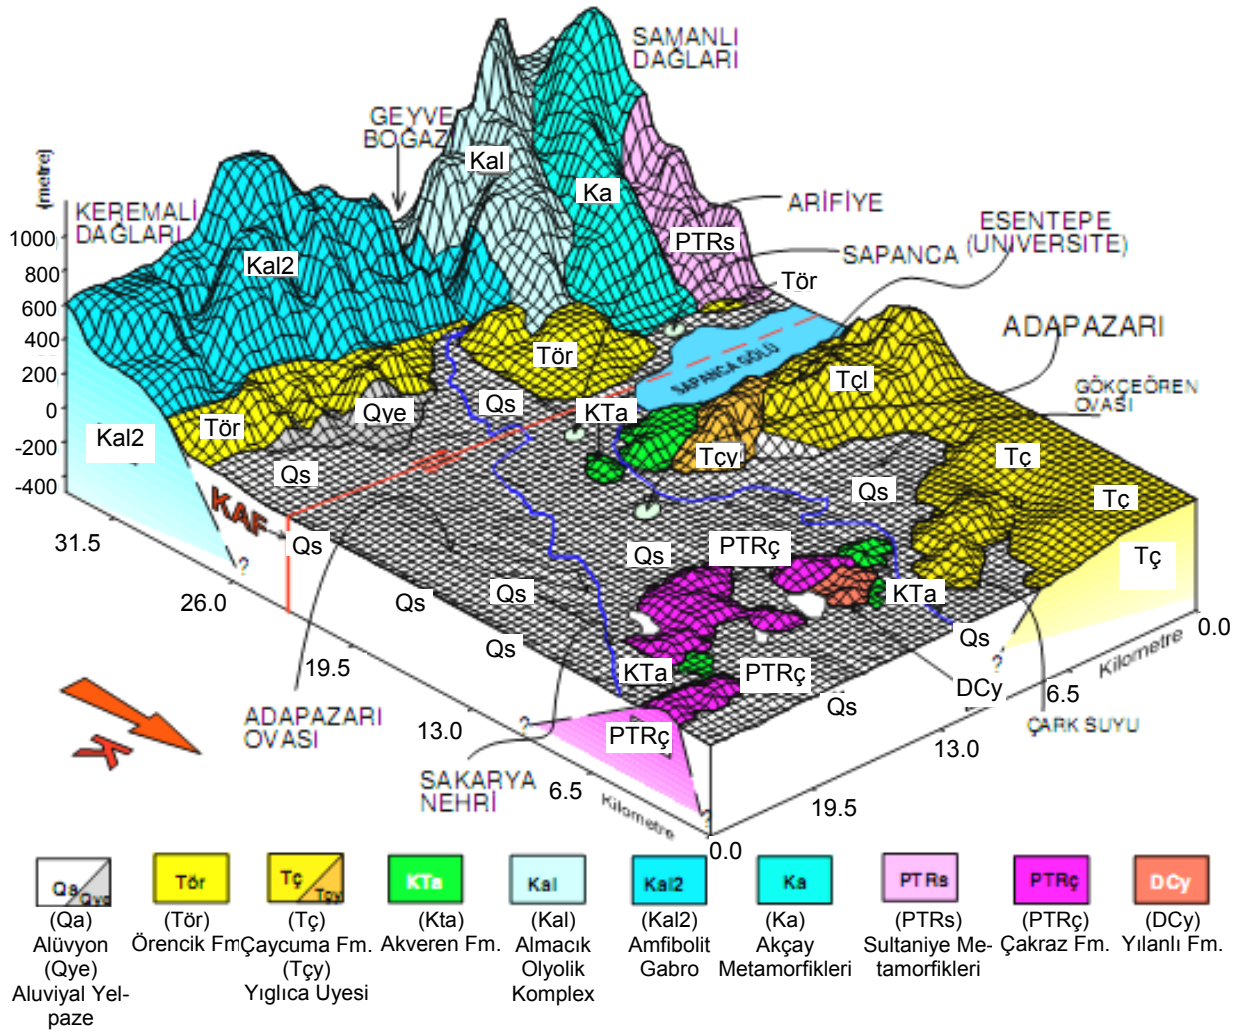 SAMANLI
DAĞLARI
GEYVE
BOĞAZ
(metre)
KEREMALİ
DAĞLARI
Kal
Ka
ARİFİYE
ESENTEPE
(UNIVERSITE)
PTRs
SAPANCA
1000
800
600
400
200
0
-200
-400
Kal2
Tör
ADAPAZARI
SAPANCA GÖLÜ
Tör
Tçl
GÖKÇEÖREN
OVASI
Qye
Qs
KTa
Tör
Kal2
Tçy
Tç
Qs
Qs
Tç
KAF
Qs
Qs
PTRç
Tç
31.5
?
Qs
KTa
26.0
Qs
Qs
Qs
0.0
19.5
KTa
PTRç
?
Kilometre
DCy
6.5
ADAPAZARI
OVASI
Qs
ÇARK SUYU
K
13.0
?
PTRç
13.0
SAKARYA
NEHRİ
6.5
Kilometre
19.5
?
0.0
Qs
Qye
Tör
Tç
Tçy
KTa
Kal
Kal2
Ka
PTRs
PTRç
DCy
(Qa)
Alüvyon
(Qye)
Aluviyal Yel-
paze
(Tör)
Örencik Fm
(Tç)
Çaycuma Fm.
(Tçy)
Yıglıca Uyesi
(Kta)
Akveren Fm.
(Kal)
Almacık
Olyolik
Komplex
(Kal2)
Amfibolit
Gabro
(Ka)
Akçay
Metamorfikleri
(PTRs)
Sultaniye Me-
tamorfikleri
(PTRç)
Çakraz Fm.
(DCy)
Yılanlı Fm.